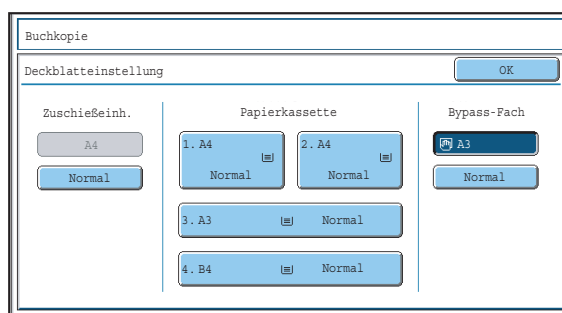 Buchkopie
Deckblatteinstellung
OK
Zuschießeinh.
Papierkassette
Bypass-Fach
A4
Normal
1. A4
Normal
2. A4
Normal
3. A3 Normal
4. B4 Normal
A3
Normal